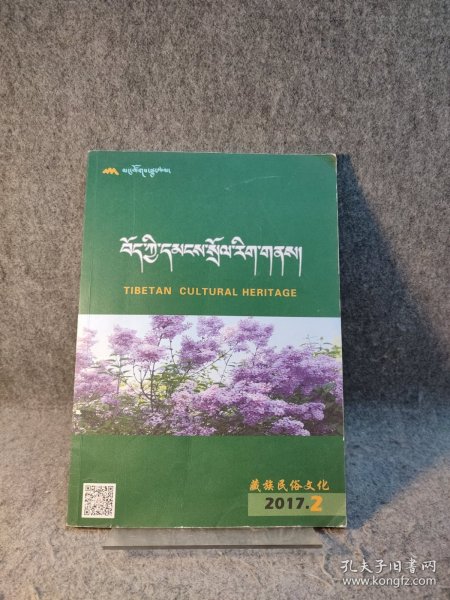 བོད་ཀྱི་དམངས་སྲོལ་རིག་གནས།
TIBETAN CULTURAL HERITAGE
藏族民俗文化
2017.2
孔夫子旧书网
www.kongfz.com